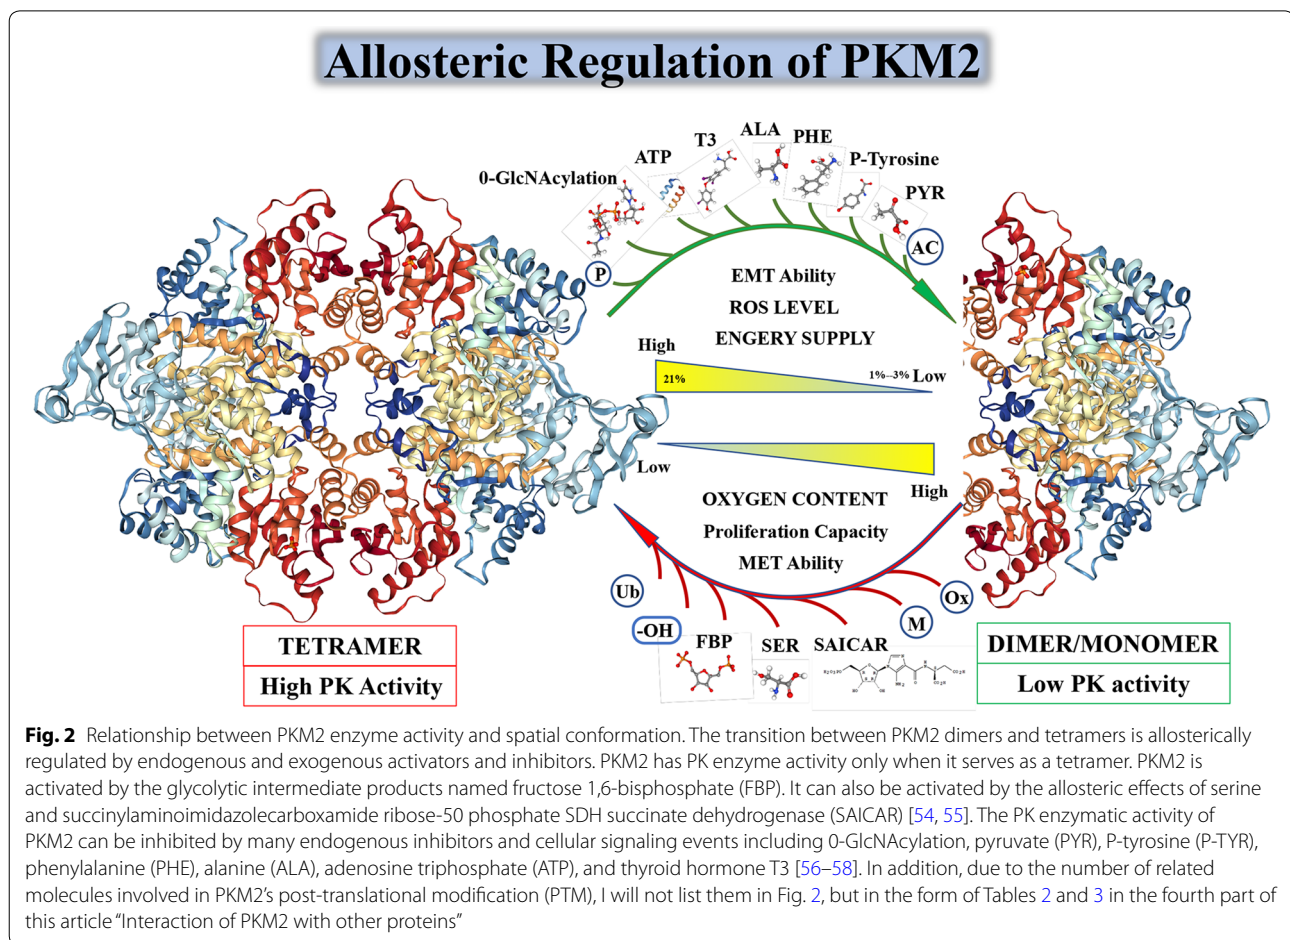 Allosteric Regulation of PKM2
0-GlcNAcylation
ATP
T3
ALA
PHE
P-Tyrosine
PYR
P
AC
EMT Ability
ROS LEVEL
ENGERY SUPPLY
High
21%
1%--3%
Low
Low
High
OXYGEN CONTENT
Proliferation Capacity
MET Ability
Ub
-OH
FBP
SER
SAICAR
M
Ox
TETRAMER
High PK Activity
DIMER/MONOMER
Low PK activity
Fig. 2 Relationship between PKM2 enzyme activity and spatial conformation. The transition between PKM2 dimers and tetramers is allosterically
regulated by endogenous and exogenous activators and inhibitors. PKM2 has PK enzyme activity only when it serves as a tetramer. PKM2 is
activated by the glycolytic intermediate products named fructose 1,6-bisphosphate (FBP). It can also be activated by the allosteric effects of serine
and succinylaminoimidazolecarboxamide ribose-50 phosphate SDH succinate dehydrogenase (SAICAR) [54, 55]. The PK enzymatic activity of
PKM2 can be inhibited by many endogenous inhibitors and cellular signaling events including 0-GlcNAcylation, pyruvate (PYR), P-tyrosine (P-TYR),
phenylalanine (PHE), alanine (ALA), adenosine triphosphate (ATP), and thyroid hormone T3 [56–58]. In addition, due to the number of related
molecules involved in PKM2's post-translational modification (PTM), I will not list them in Fig. 2, but in the form of Tables 2 and 3 in the fourth part of
this article "Interaction of PKM2 with other proteins"